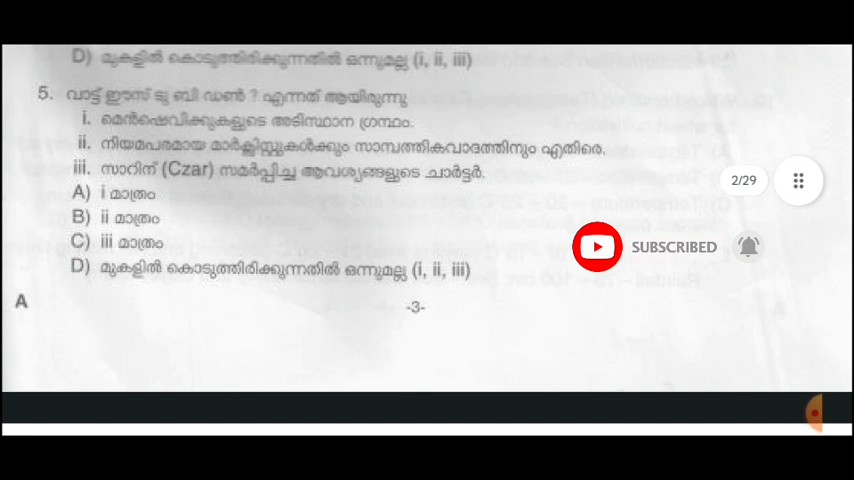 D) മുകളിൽ കൊടുത്തിരിക്കുന്നതിൽ ഒന്നുമല്ല (i, ii, iii)
5. വാട്ട് ഈസ് ടു ബി ഡൺ ? എന്നത് ആയിരുന്നു
i. മെൻഷെവിക്കുകളുടെ അടിസ്ഥാന ഗ്രന്ഥം.
ii. നിയമപരമായ മാർക്സിസ്റ്റുകൾക്കും സാമ്പത്തികവാദത്തിനും എതിരെ.
iii. സാറിന് (Czar) സമർപ്പിച്ച ആവശ്യങ്ങളുടെ ചാർട്ടർ.
2/29
A) i മാത്രം
B) ii മാത്രം
C) iii മാത്രം
SUBSCRIBED
D) മുകളിൽ കൊടുത്തിരിക്കുന്നതിൽ ഒന്നുമല്ല (i, ii, iii)
A
-3-